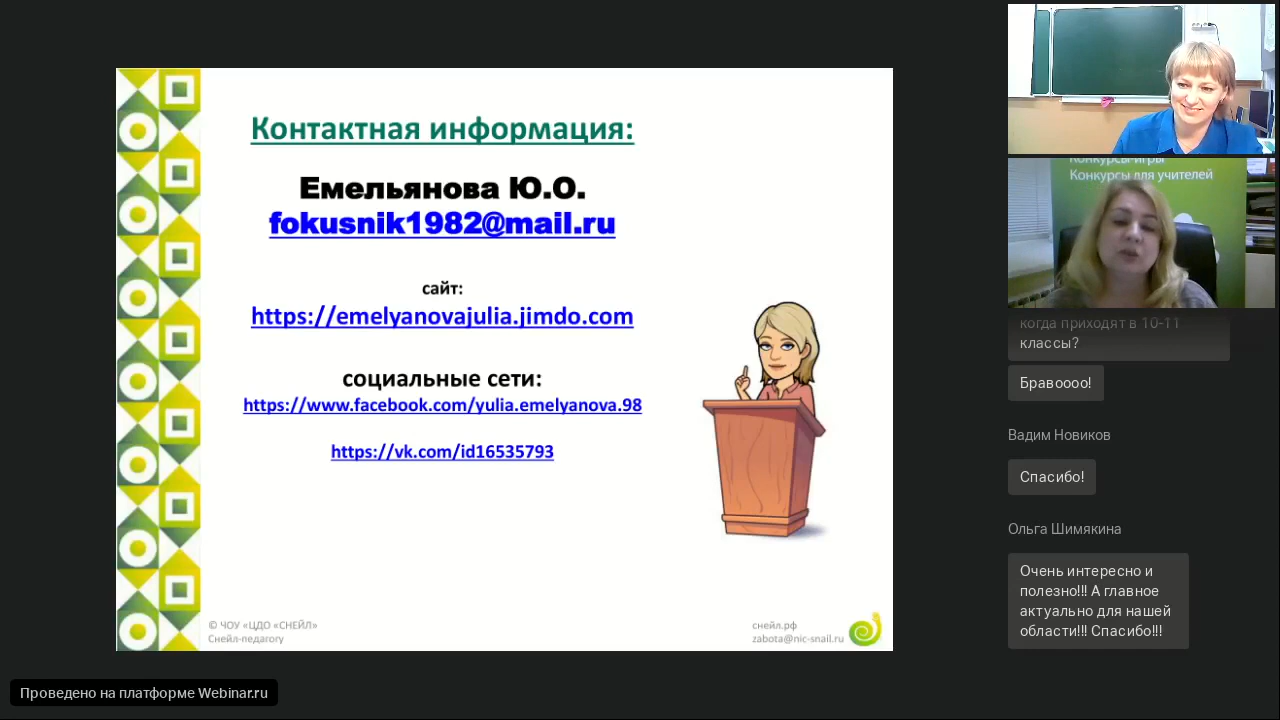 Контактная информация:
Емельянова Ю.О.
fokusnik1982@mail.ru
сайт:
https://emelyanovajulia.jimdo.com
социальные сети:
https://www.facebook.com/yulia.emelyanova.98
https://vk.com/id16535793
© ЧОУ «ЦДО «СНЕЙЛ»
Снейл-педагогу
снейл.рф
zabota@nic-snail.ru
Конкурсы-игры
Конкурсы для учителей
когда приходят в 10-11
классы?
Бравоооо!
Вадим Новиков
Спасибо!
Ольга Шимякина
Очень интересно и
полезно!!! А главное
актуально для нашей
области!!! Спасибо!!!
Проведено на платформе Webinar.ru